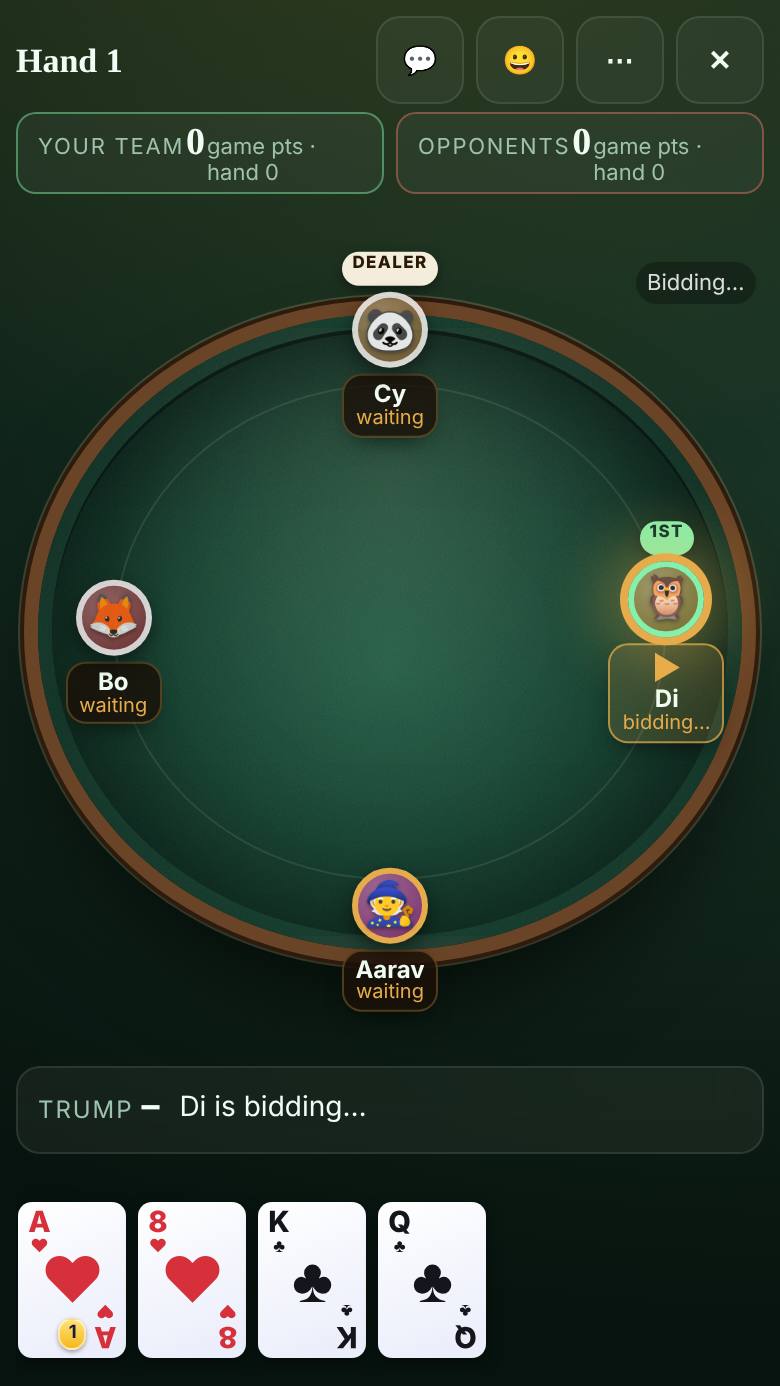 Hand 1
YOUR TEAM 0 game pts ·
hand 0
OPPONENTS 0 game pts ·
hand 0
DEALER
Bidding...
Cy
waiting
1ST
Bo
waiting
Di
bidding...
Aarav
waiting
TRUMP – Di is bidding...
A
1
A
8
8
K
K
Q
Q